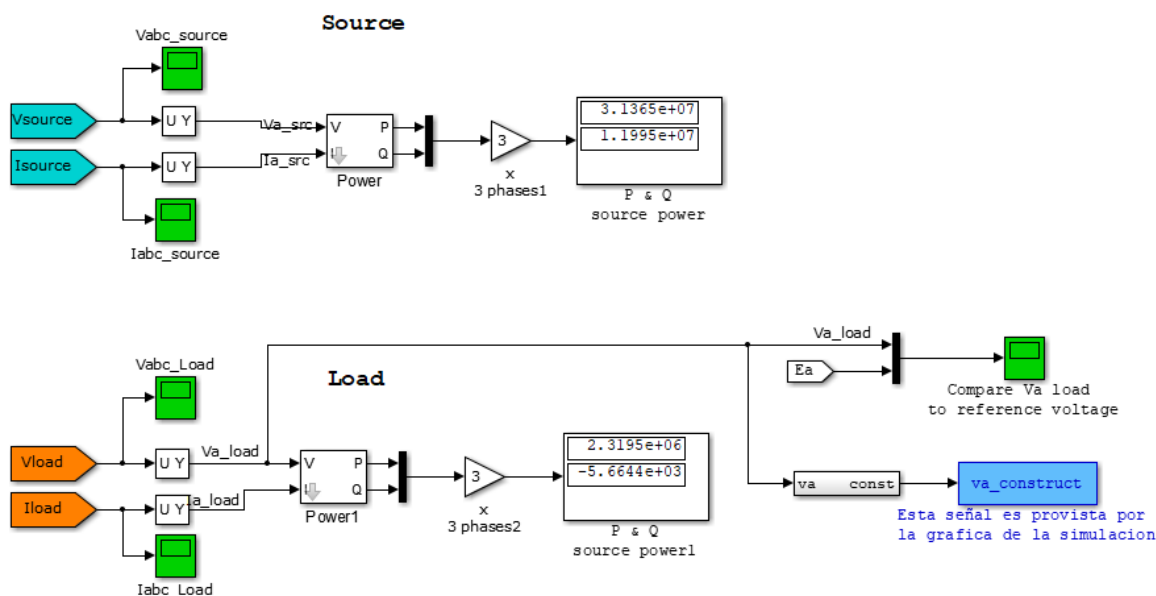 Source
Vabc_source
Vsource
U Y
Va_src
V
P
I
Q
Power
Isource
U Y
Ia_src
3
x
3 phases1
3.1365e+07
1.1995e+07
P & Q
source power
Iabc_source
Load
Vabc_Load
Vload
U Y
Va_load
V
P
Q
Power1
Iload
U Y
Ia_load
3
x
3 phases2
2.3195e+06
-5.6644e+03
P & Q
source power1
Iabc_Load
Va_load
Ea
Compare Va load
to reference voltage
va const
va_construct
Esta señal es provista por
la grafica de la simulacion